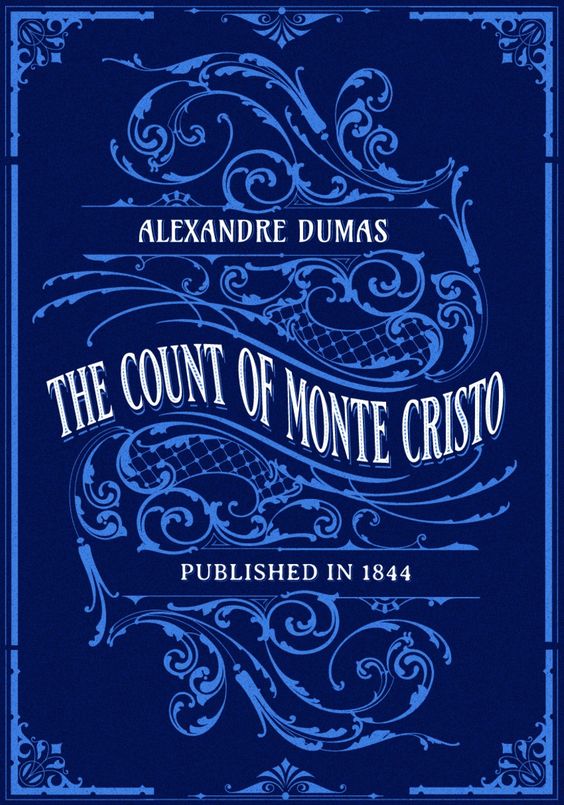 ALEXANDRE DUMAS
THE COUNT OF MONTE CRISTO
PUBLISHED IN 1844